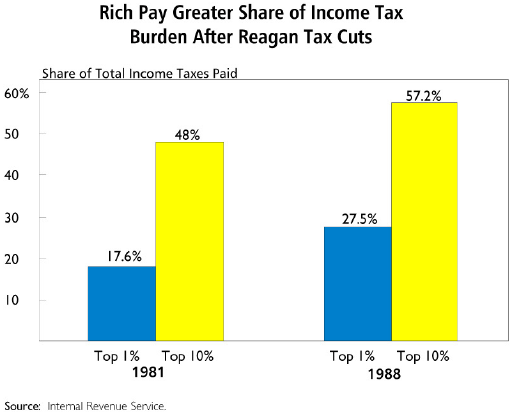 Rich Pay Greater Share of Income Tax
Burden After Reagan Tax Cuts
Share of Total Income Taxes Paid
60%
50
40
30
20
10
17.6%
48%
27.5%
57.2%
Top 1% Top 10%
1981
Top 1% Top 10%
1988
Source: Internal Revenue Service.